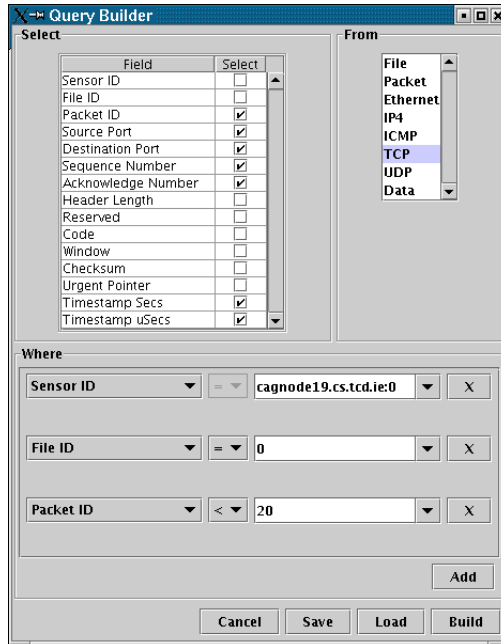 Query Builder
Select
Field Select
Sensor ID
File ID
Packet ID
Source Port
Destination Port
Sequence Number
Acknowledge Number
Header Length
Reserved
Code
Window
Checksum
Urgent Pointer
Timestamp Secs
Timestamp uSecs
From
File
Packet
Ethernet
IP4
ICMP
TCP
UDP
Data
Where
Sensor ID = cagnode19.cs.tcd.ie:0 X
File ID = 0 X
Packet ID < 20 X
Add
Cancel Save Load Build